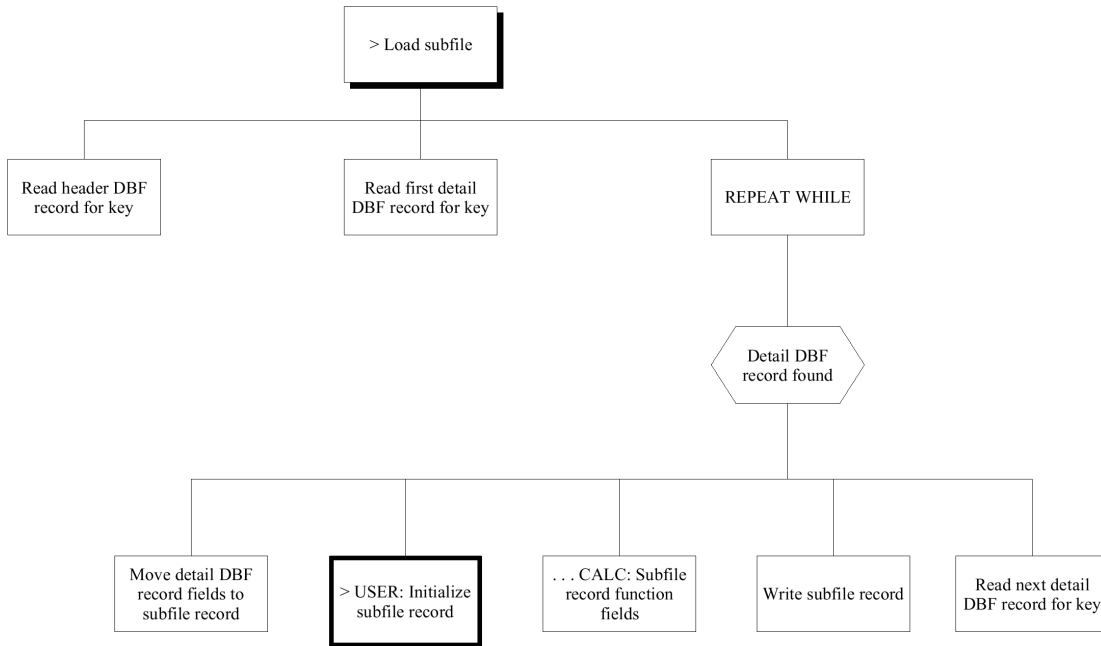 > Load subfile
Read header DBF
record for key
Read first detail
DBF record for key
REPEAT WHILE
Detail DBF
record found
Move detail DBF
record fields to
subfile record
> USER: Initialize
subfile record
. . . CALC: Subfile
record function
fields
Write subfile record
Read next detail
DBF record for key